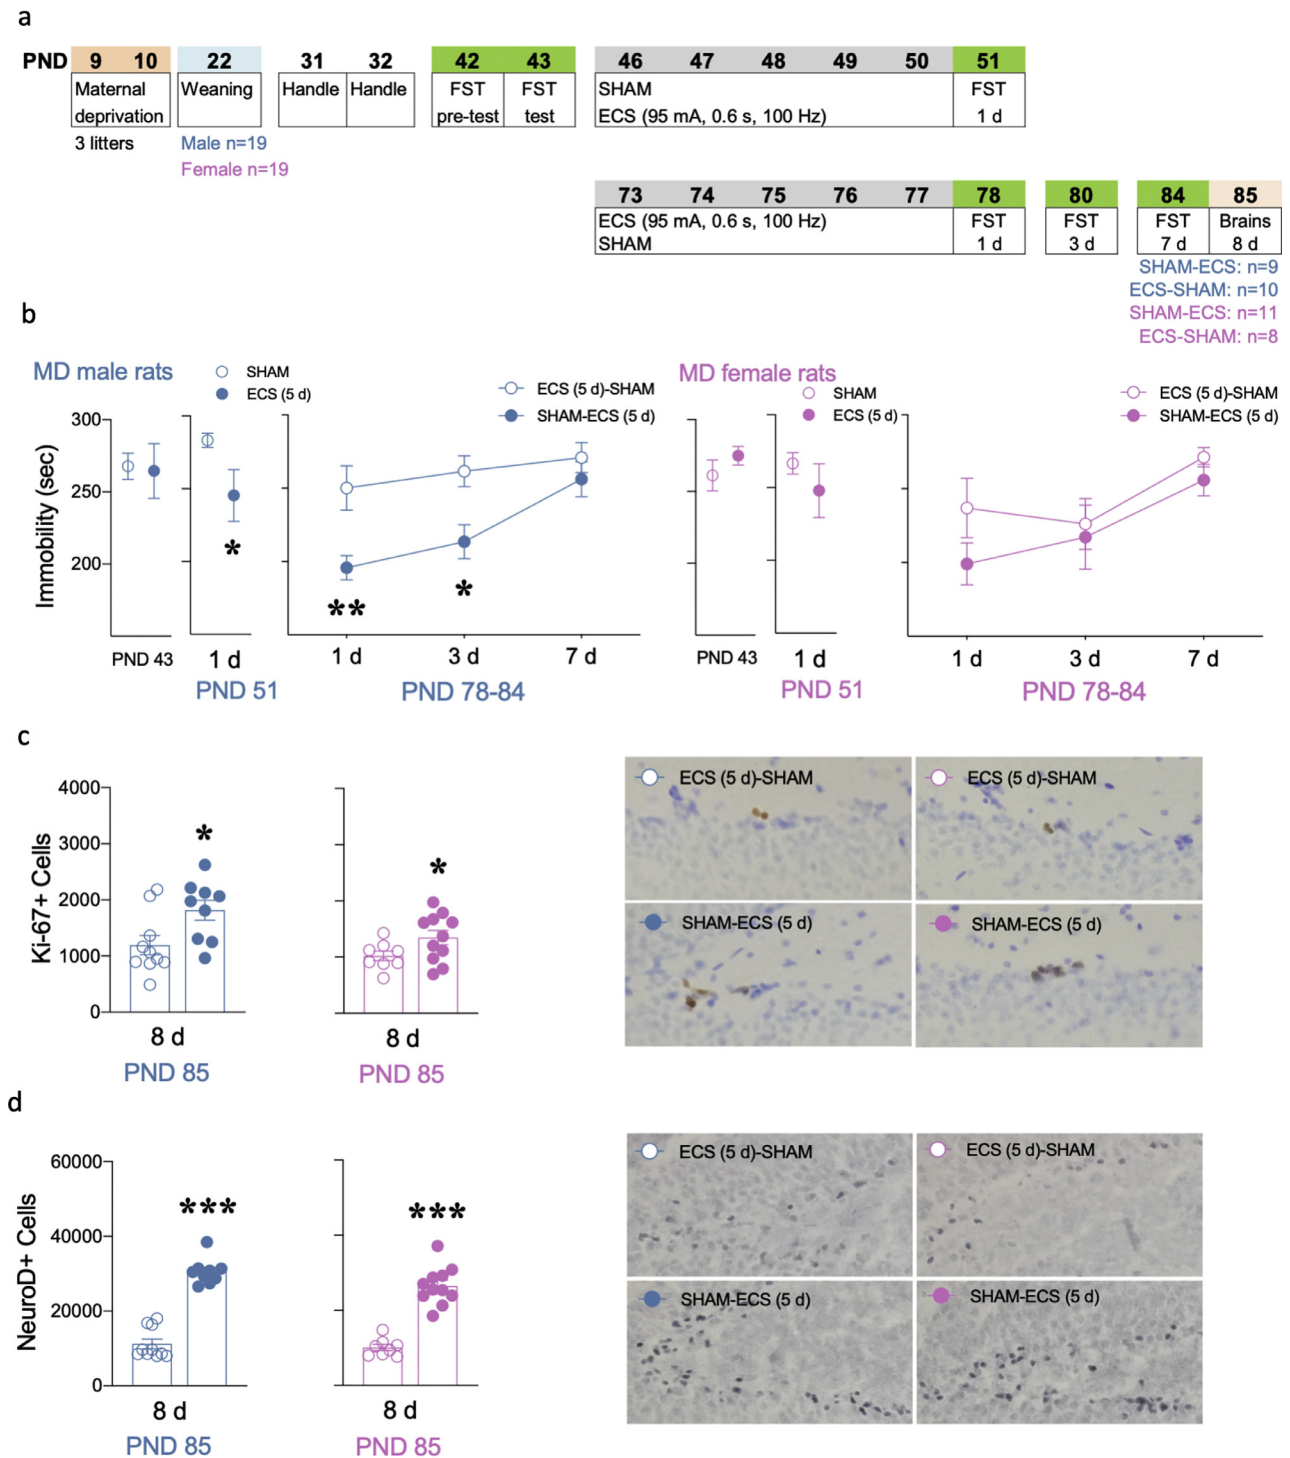 a
PND 9 10 22 31 32 42 43 46 47 48 49 50 51
Maternal Weaning Handle Handle FST FST SHAM FST
deprivation pre-test test ECS (95 mA, 0.6 s, 100 Hz) 1 d
3 litters Male n=19
Female n=19
73 74 75 76 77 78 80 84 85
ECS (95 mA, 0.6 s, 100 Hz) FST FST FST Brains
SHAM 1 d 3 d 7 d 8 d
SHAM-ECS: n=9
ECS-SHAM: n=10
SHAM-ECS: n=11
ECS-SHAM: n=8
b
MD male rats
SHAM
ECS (5 d)
ECS (5 d)-SHAM
SHAM-ECS (5 d)
Immobility (sec)
300
250
200
*
**
*
PND 43 1 d 1 d 3 d 7 d
PND 51 PND 78-84
MD female rats
SHAM
ECS (5 d)
ECS (5 d)-SHAM
SHAM-ECS (5 d)
PND 43 1 d 1 d 3 d 7 d
PND 51 PND 78-84
c
Ki-67+ Cells
4000
3000
2000
1000
0
* *
8 d 8 d
PND 85 PND 85
ECS (5 d)-SHAM ECS (5 d)-SHAM
SHAM-ECS (5 d) SHAM-ECS (5 d)
d
NeuroD+ Cells
60000
40000
20000
0
*** ***
8 d 8 d
PND 85 PND 85
ECS (5 d)-SHAM ECS (5 d)-SHAM
SHAM-ECS (5 d) SHAM-ECS (5 d)